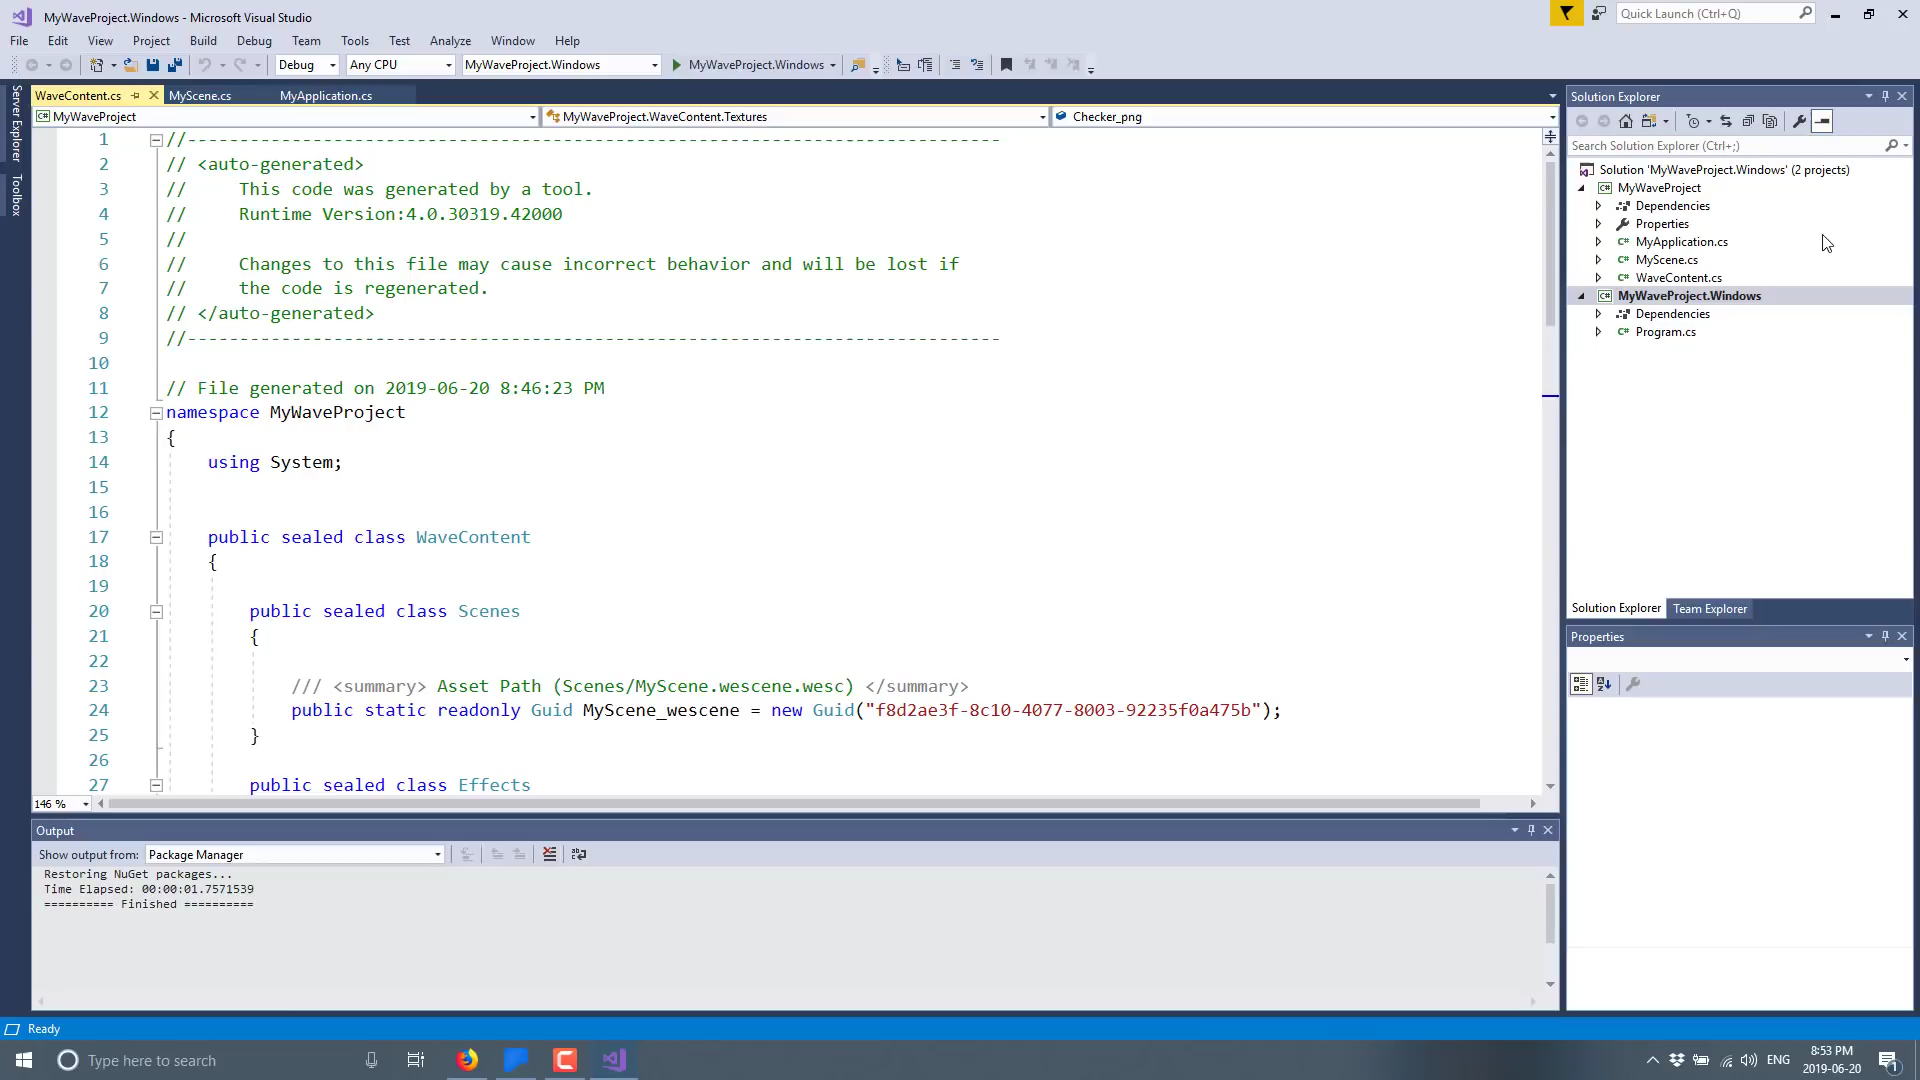 MyWaveProject.Windows - Microsoft Visual Studio
Quick Launch (Ctrl+Q)
File Edit View Project Build Debug Team Tools Test Analyze Window Help
Debug Any CPU MyWaveProject.Windows MyWaveProject.Windows
Server Explorer
Toolbox
WaveContent.cs MyScene.cs MyApplication.cs
MyWaveProject MyWaveProject.WaveContent.Textures Checker_png
1 //------------------------------------------------------------------------------
2 // <auto-generated>
3 //     This code was generated by a tool.
4 //     Runtime Version:4.0.30319.42000
5 //
6 //     Changes to this file may cause incorrect behavior and will be lost if
7 //     the code is regenerated.
8 // </auto-generated>
9 //------------------------------------------------------------------------------
10
11 // File generated on 2019-06-20 8:46:23 PM
12 namespace MyWaveProject
13 {
14     using System;
15
16
17     public sealed class WaveContent
18     {
19
20         public sealed class Scenes
21         {
22
23             /// <summary> Asset Path (Scenes/MyScene.wescene.wesc) </summary>
24             public static readonly Guid MyScene_wescene = new Guid("f8d2ae3f-8c10-4077-8003-92235f0a475b");
25         }
26
27         public sealed class Effects
146 %
Output
Show output from: Package Manager
Restoring NuGet packages...
Time Elapsed: 00:00:01.7571539
========== Finished ==========
Solution Explorer
Search Solution Explorer (Ctrl+;)
Solution 'MyWaveProject.Windows' (2 projects)
MyWaveProject
Dependencies
Properties
C# MyApplication.cs
C# MyScene.cs
C# WaveContent.cs
MyWaveProject.Windows
Dependencies
C# Program.cs
Solution Explorer Team Explorer
Properties
Ready
Type here to search
ENG
8:53 PM
2019-06-20
1